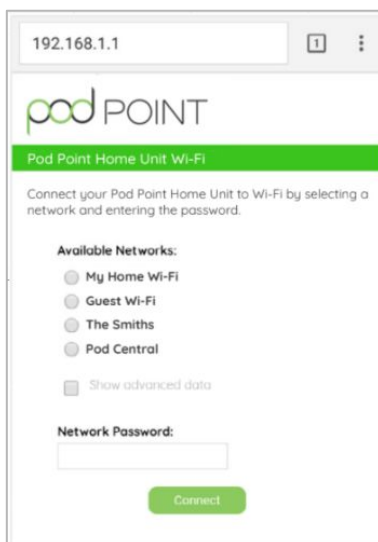 192.168.1.1
1
pod POINT
Pod Point Home Unit Wi-Fi
Connect your Pod Point Home Unit to Wi-Fi by selecting a
network and entering the password.
Available Networks:
My Home Wi-Fi
Guest Wi-Fi
The Smiths
Pod Central
Show advanced data
Network Password:
Connect